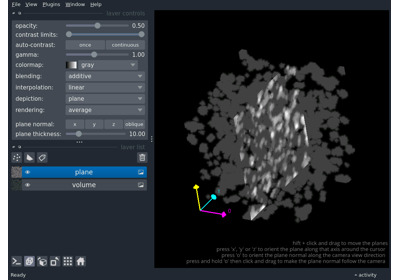 File View Plugins Window Help
layer controls
opacity: 0.50
contrast limits:
auto-contrast: once continuous
gamma: 1.00
colormap: gray
blending: additive
interpolation: linear
depiction: plane
rendering: average
plane normal: x y z oblique
plane thickness: 10.00
layer list
plane
volume
shift + click and drag to move the planes
press 'x', 'y' or 'z' to orient the plane along that axis around the cursor
press 'o' to orient the plane normal along the camera view direction
press and hold 'o' then click and drag to make the plane normal follow the camera
Ready
activity